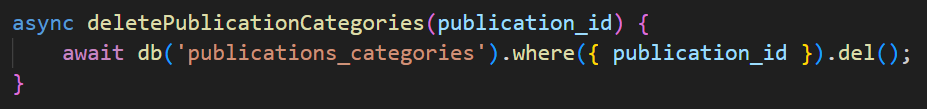 async deletePublicationCategories(publication_id) {
    await db('publications_categories').where({ publication_id }).del();
}